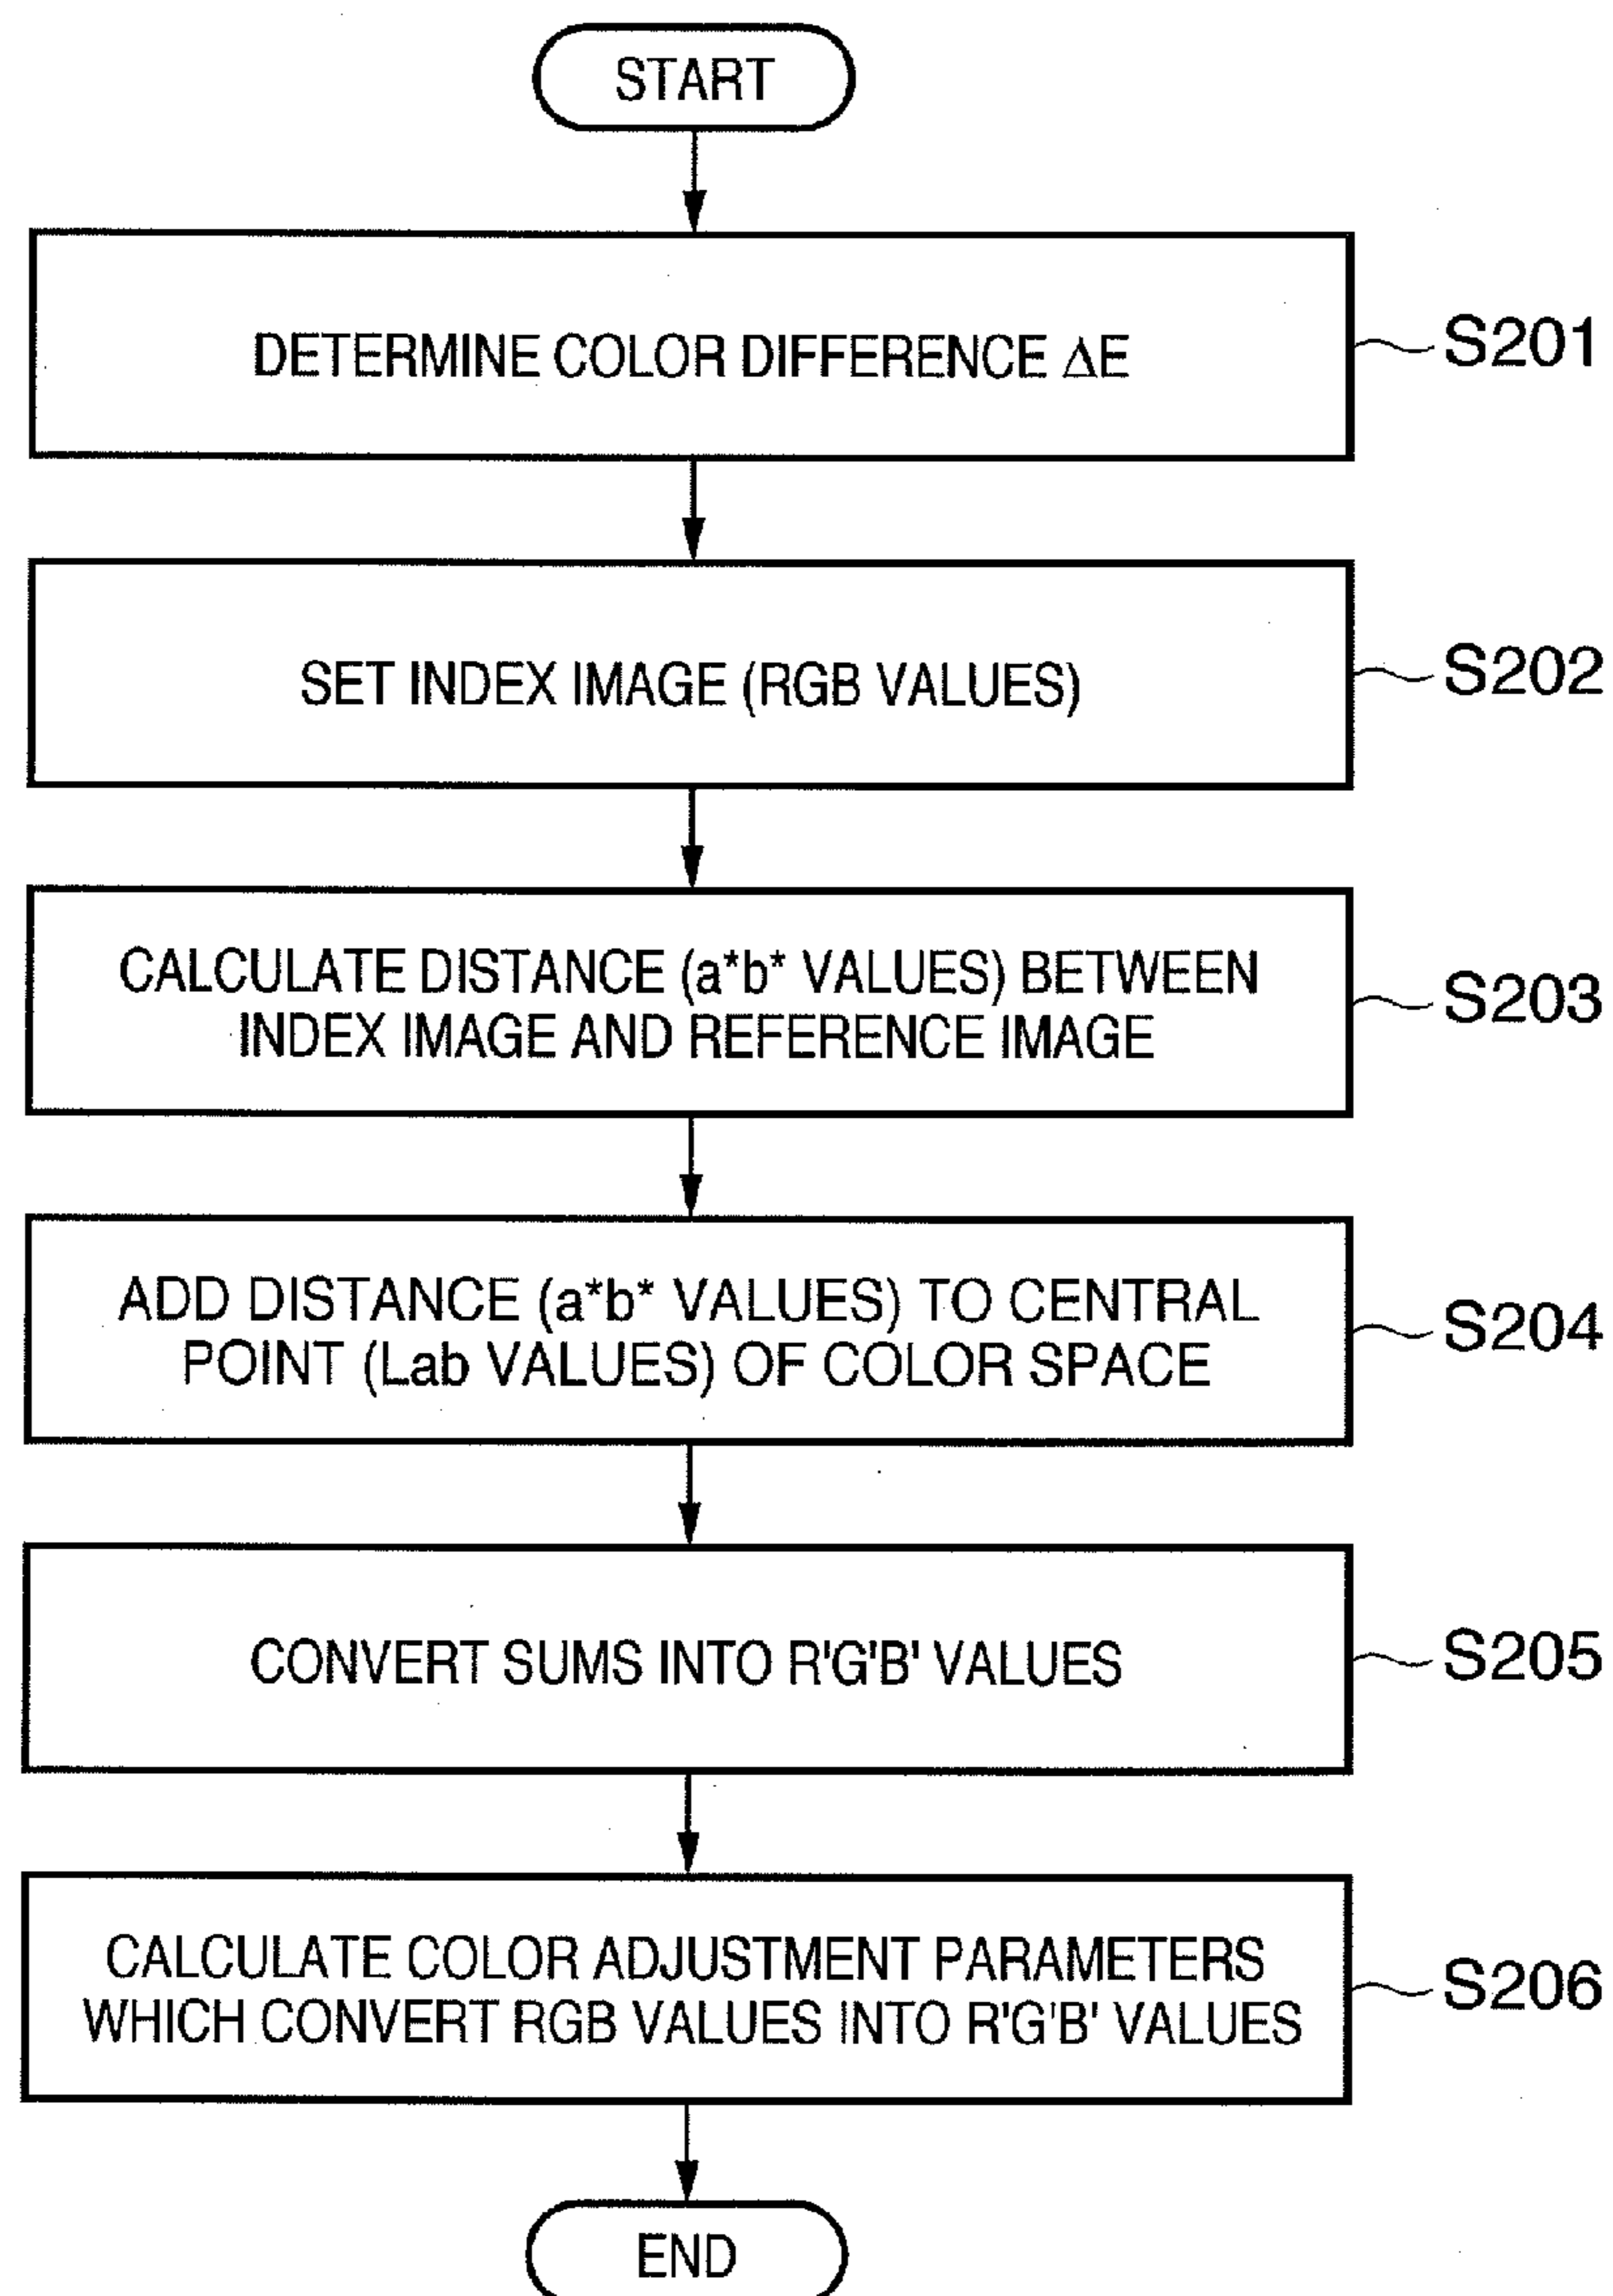 START
DETERMINE COLOR DIFFERENCE ΔE
S201
SET INDEX IMAGE (RGB VALUES)
S202
CALCULATE DISTANCE (a*b* VALUES) BETWEEN
INDEX IMAGE AND REFERENCE IMAGE
S203
ADD DISTANCE (a*b* VALUES) TO CENTRAL
POINT (Lab VALUES) OF COLOR SPACE
S204
CONVERT SUMS INTO R'G'B' VALUES
S205
CALCULATE COLOR ADJUSTMENT PARAMETERS
WHICH CONVERT RGB VALUES INTO R'G'B' VALUES
S206
END